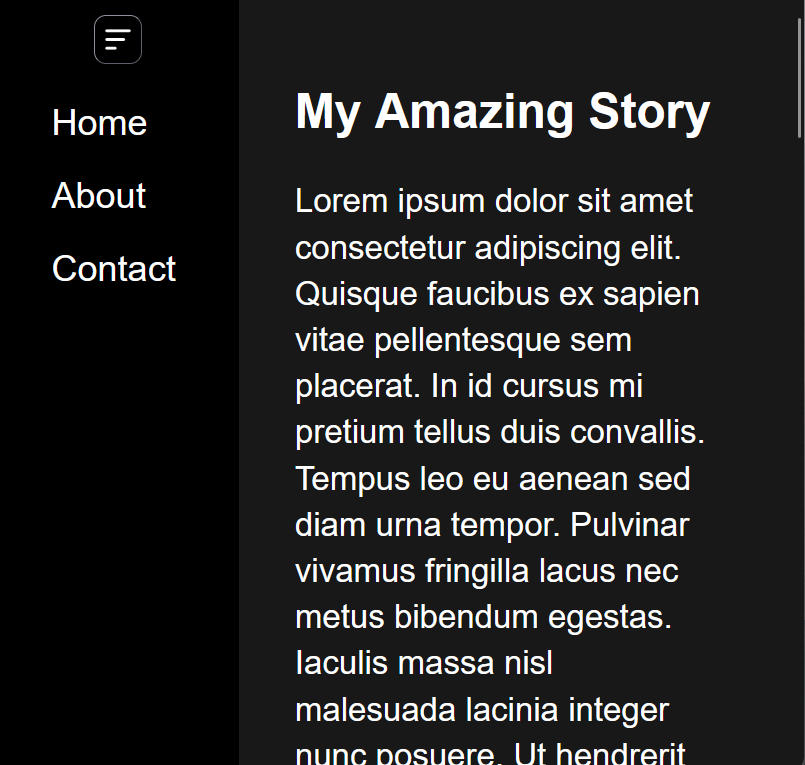 Home
About
Contact
My Amazing Story
Lorem ipsum dolor sit amet
consectetur adipiscing elit.
Quisque faucibus ex sapien
vitae pellentesque sem
placerat. In id cursus mi
pretium tellus duis convallis.
Tempus leo eu aenean sed
diam urna tempor. Pulvinar
vivamus fringilla lacus nec
metus bibendum egestas.
Iaculis massa nisl
malesuada lacinia integer
nunc posuere. Ut hendrerit